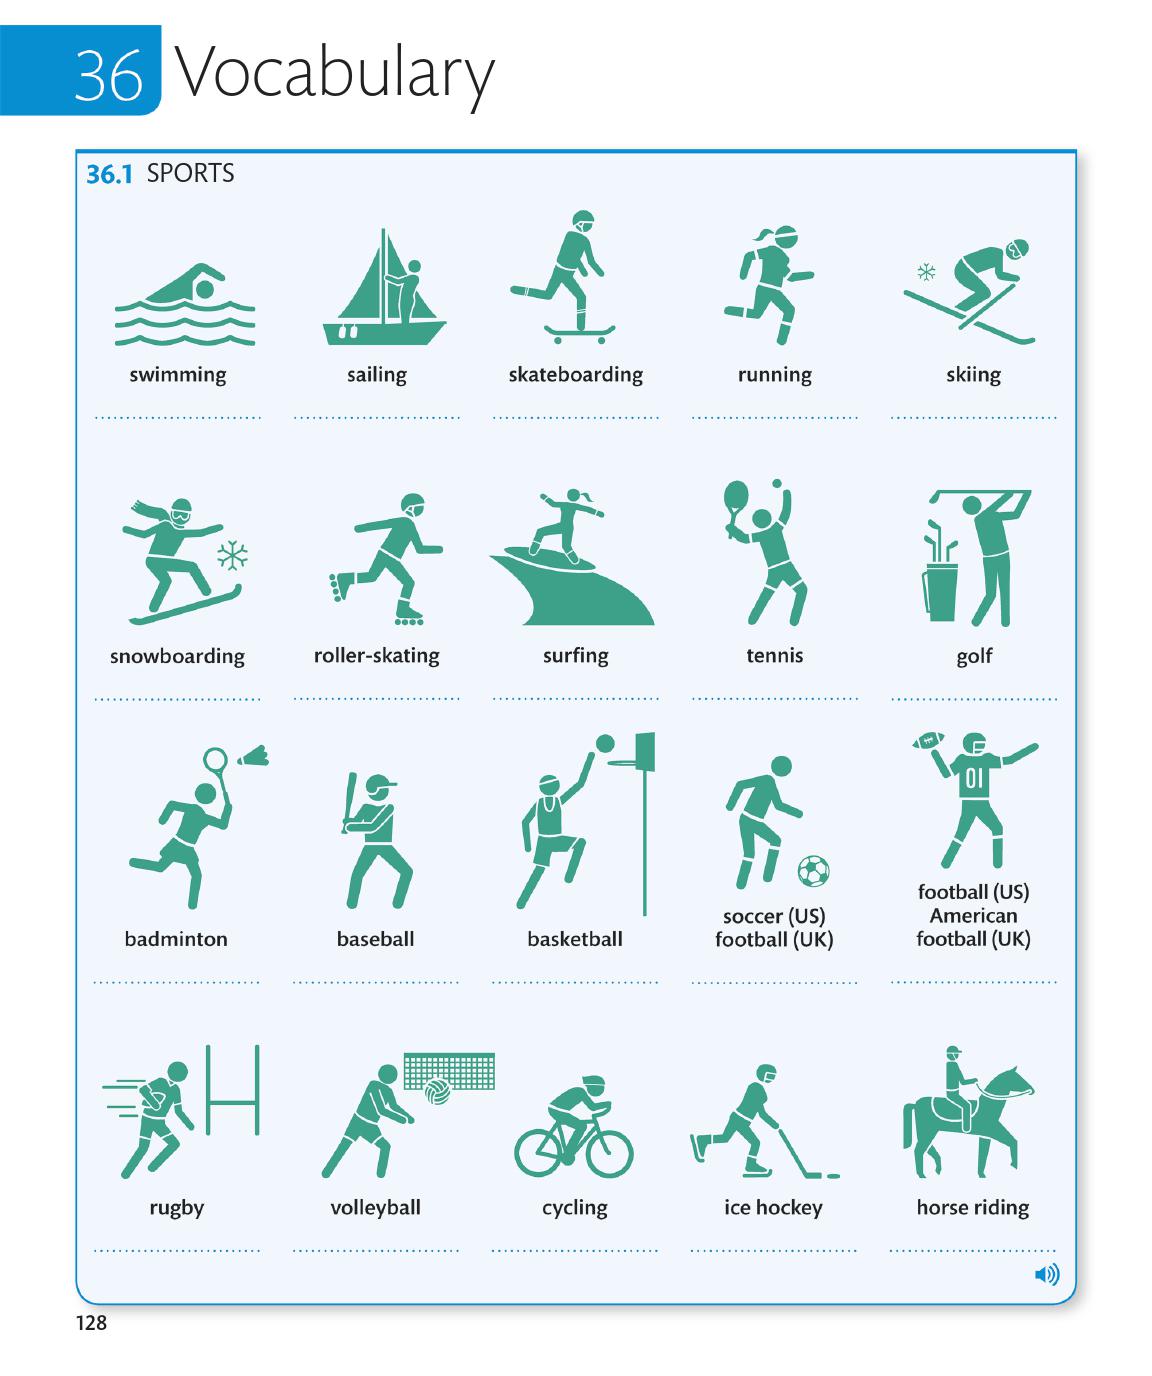 36 Vocabulary
36.1 SPORTS
swimming
sailing
skateboarding
running
skiing
snowboarding
roller-skating
surfing
tennis
golf
01
badminton
baseball
basketball
soccer (US)
football (UK)
football (US)
American
football (UK)
rugby
volleyball
cycling
ice hockey
horse riding
128